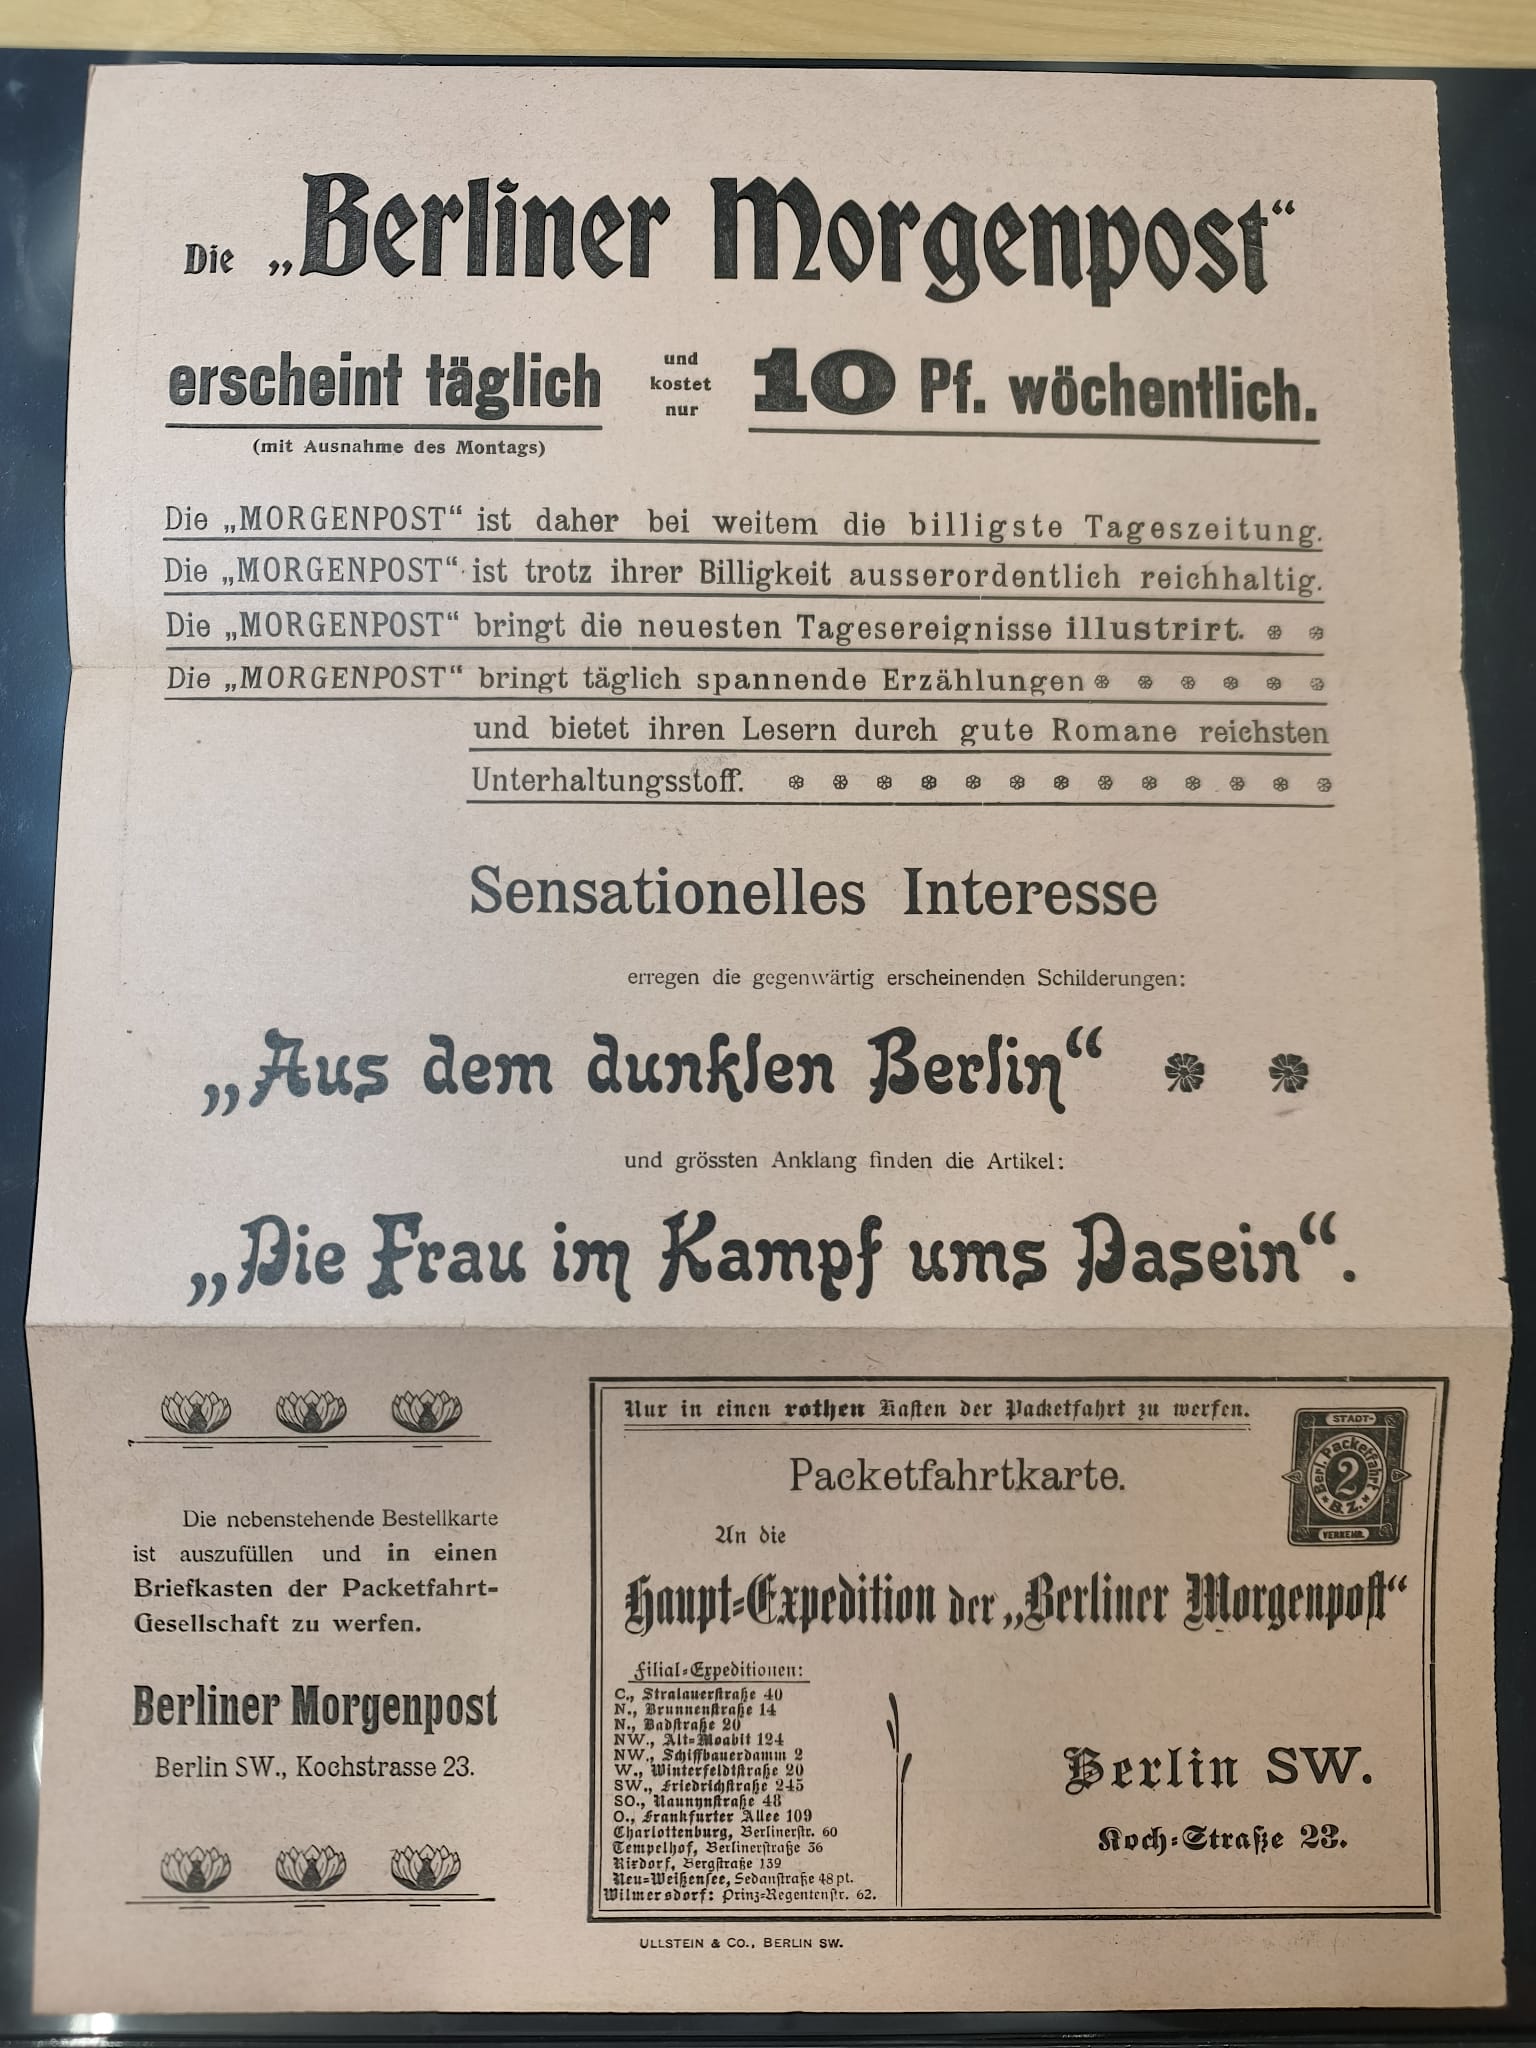 Die „Berliner Morgenpost“
erscheint täglich
(mit Ausnahme des Montags)
und
kostet
nur
10 Pf. wöchentlich.
Die „MORGENPOST“ ist daher bei weitem die billigste Tageszeitung.
Die „MORGENPOST“ ist trotz ihrer Billigkeit ausserordentlich reichhaltig.
Die „MORGENPOST“ bringt die neuesten Tagesereignisse illustrirt.
Die „MORGENPOST“ bringt täglich spannende Erzählungen
und bietet ihren Lesern durch gute Romane reichsten
Unterhaltungsstoff.
Sensationelles Interesse
erregen die gegenwärtig erscheinenden Schilderungen:
„Aus dem dunklen Berlin“
und grössten Anklang finden die Artikel:
„Die Frau im Kampf ums Dasein“.
Die nebenstehende Bestellkarte
ist auszufüllen und in einen
Briefkasten der Packetfahrt-
Gesellschaft zu werfen.
Berliner Morgenpost
Berlin SW., Kochstrasse 23.
Nur in einen rothen Kasten der Packetfahrt zu werfen.
Packetfahrtkarte.
STADT-
Berl. Packetfahrt
2
B. Z.
VERKEHR.
An die
Haupt=Expedition der „Berliner Morgenpost“
Filial=Expeditionen:
C., Stralauerstraße 40
N., Brunnenstraße 14
N., Badstraße 20
NW., Alt=Moabit 124
NW., Schiffbauerdamm 2
W., Winterfeldtstraße 20
SW., Friedrichstraße 245
SO., Naunynstraße 48
O., Frankfurter Allee 109
Charlottenburg, Berlinerstr. 60
Tempelhof, Berlinerstraße 36
Rixdorf, Bergstraße 139
Neu=Weißensee, Sedanstraße 48 pt.
Wilmersdorf: Prinz=Regentenstr. 62.
Berlin SW.
Koch=Straße 23.
ULLSTEIN & CO., BERLIN SW.